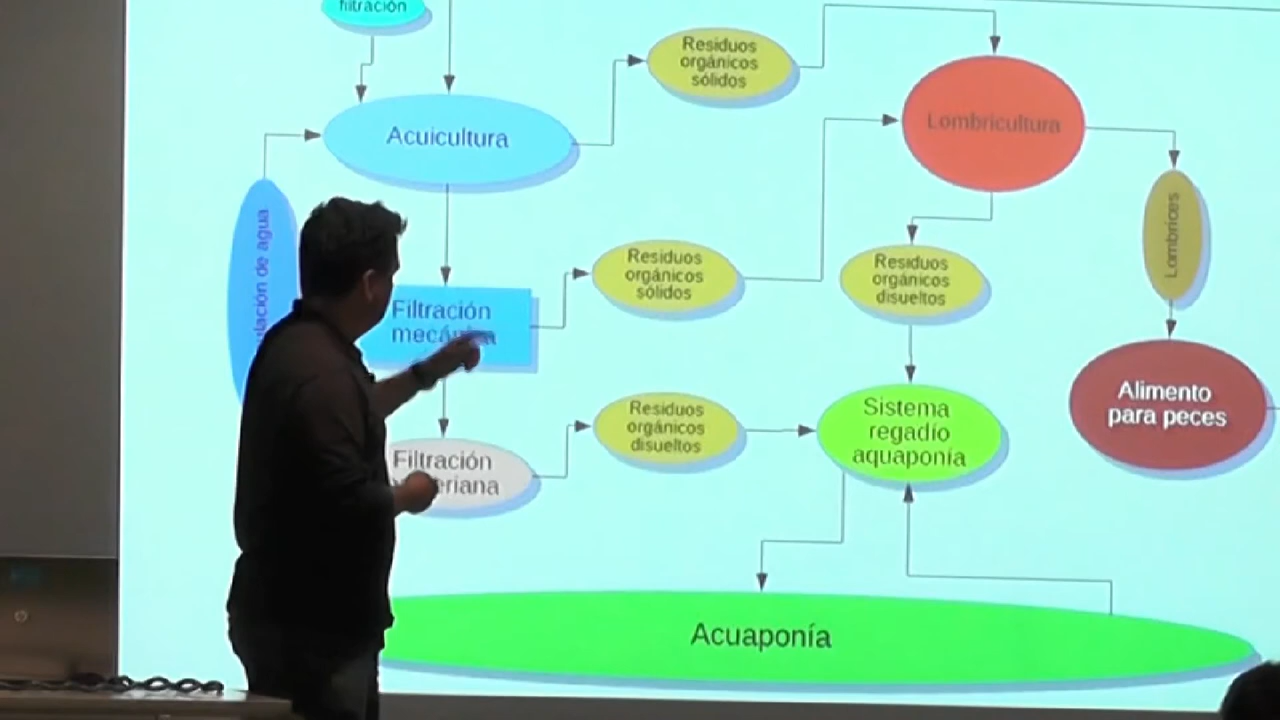 filtración
Residuos
orgánicos
sólidos
Acuicultura
Lombricultura
Lombrices
de agua
Residuos
orgánicos
sólidos
Residuos
orgánicos
disueltos
Filtración
mecánica
Alimento
para peces
Residuos
orgánicos
disueltos
Sistema
regadío
aquaponía
Filtración
Acuaponía